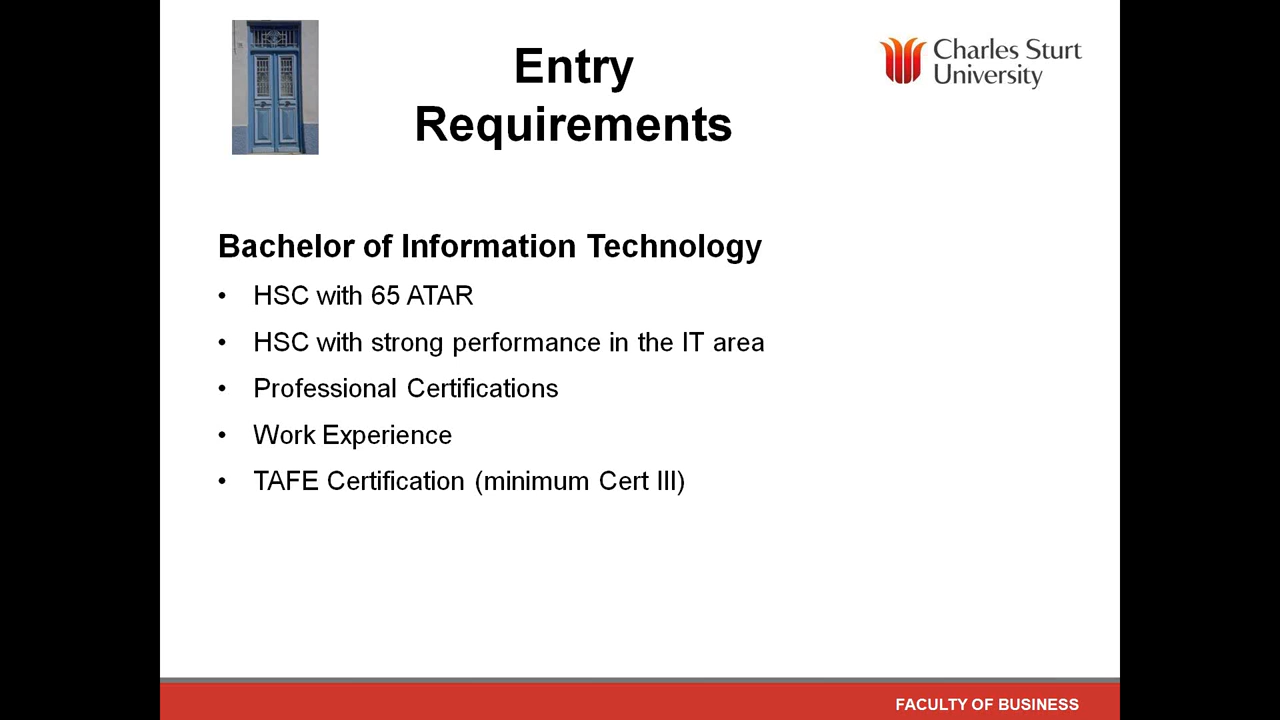 Entry
Requirements
Charles Sturt
University
Bachelor of Information Technology
• HSC with 65 ATAR
• HSC with strong performance in the IT area
• Professional Certifications
• Work Experience
• TAFE Certification (minimum Cert III)
FACULTY OF BUSINESS